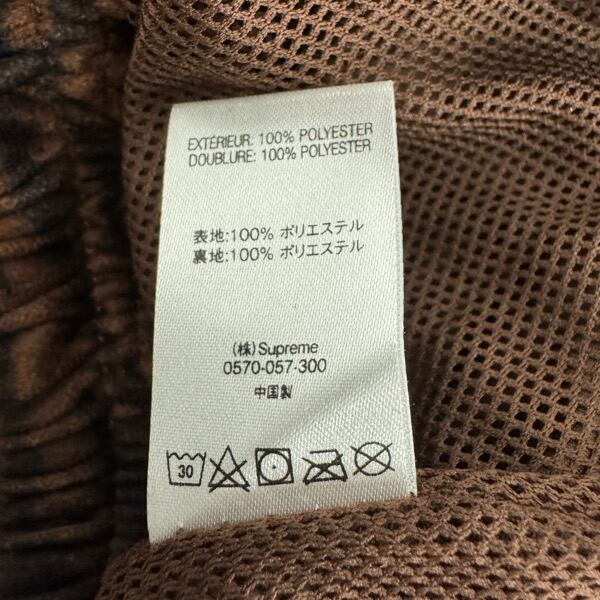 EXTÉRIEUR: 100% POLYESTER
DOUBLURE: 100% POLYESTER
表地:100% ポリエステル
裏地:100% ポリエステル
(株)Supreme
0570-057-300
中国製
30